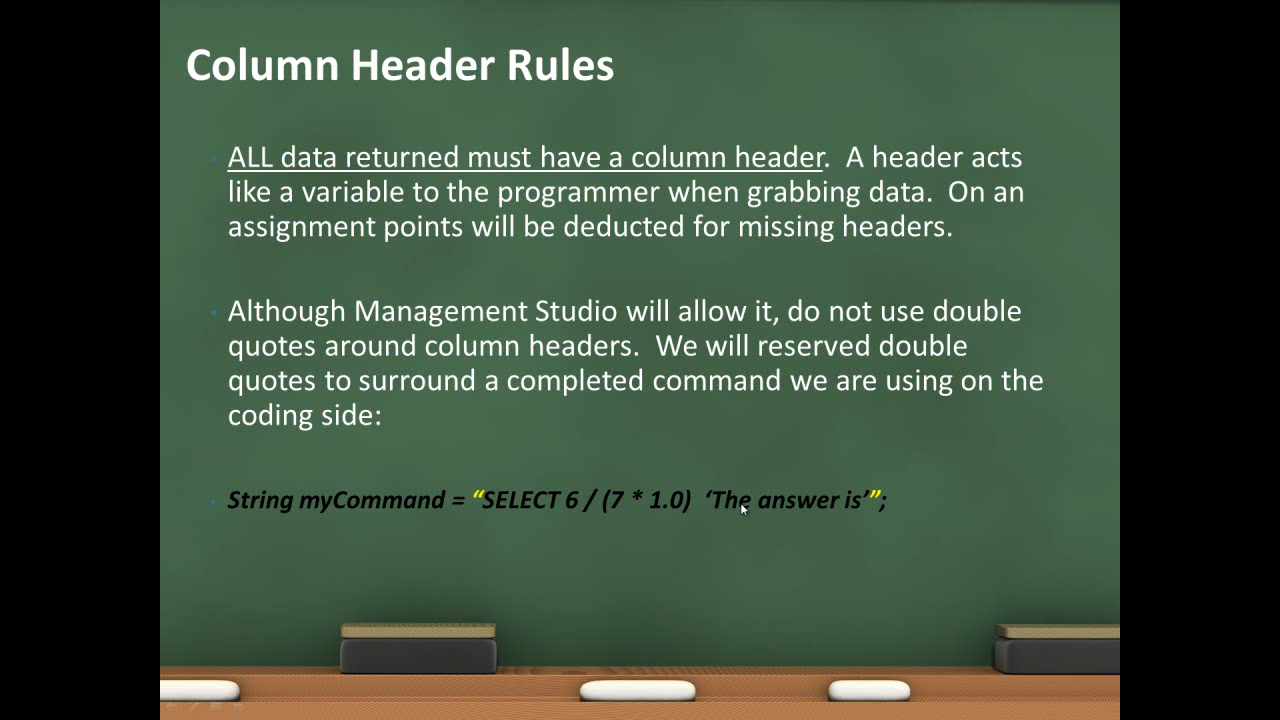 Column Header Rules
ALL data returned must have a column header.  A header acts
like a variable to the programmer when grabbing data.  On an
assignment points will be deducted for missing headers.
Although Management Studio will allow it, do not use double
quotes around column headers.  We will reserved double
quotes to surround a completed command we are using on the
coding side:
String myCommand = “SELECT 6 / (7 * 1.0)  ‘The answer is’”;